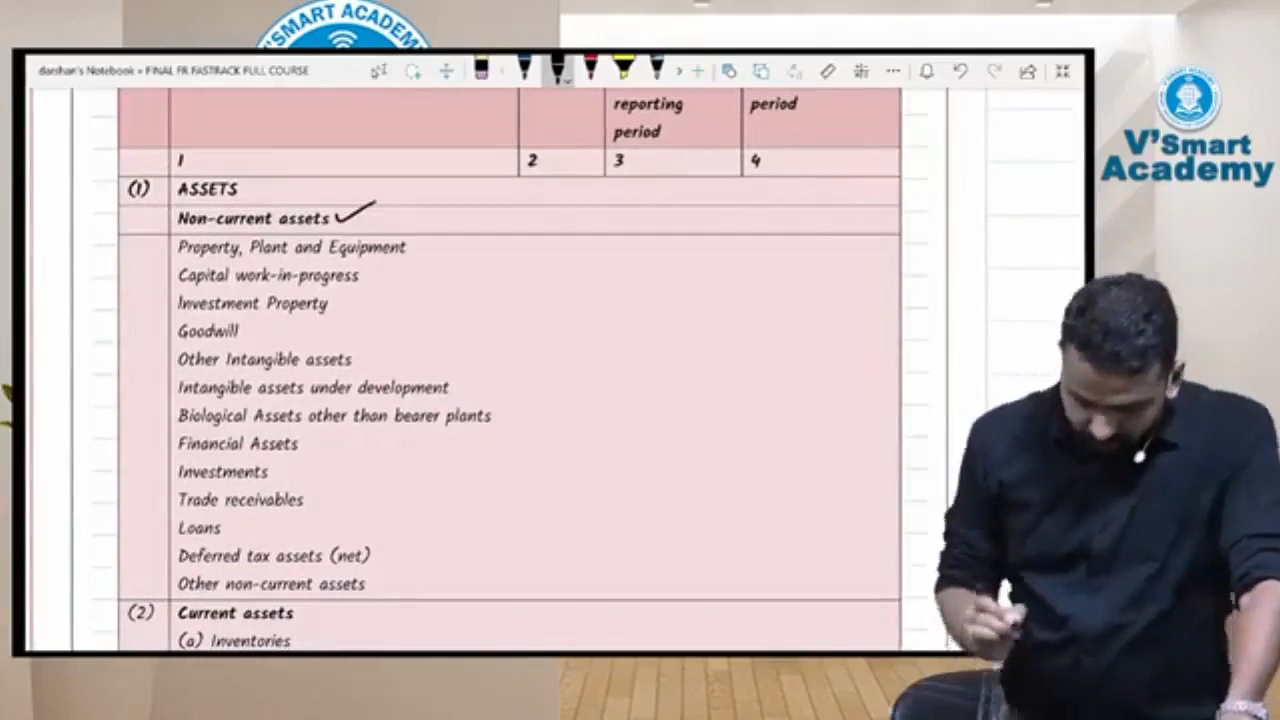 V'SMART ACADEMY
darshan's Notebook » FINAL FR FASTRACK FULL COURSE
reporting period
period
1 2 3 4
(1) ASSETS
Non-current assets
Property, Plant and Equipment
Capital work-in-progress
Investment Property
Goodwill
Other Intangible assets
Intangible assets under development
Biological Assets other than bearer plants
Financial Assets
Investments
Trade receivables
Loans
Deferred tax assets (net)
Other non-current assets
(2) Current assets
(a) Inventories
V'Smart
Academy